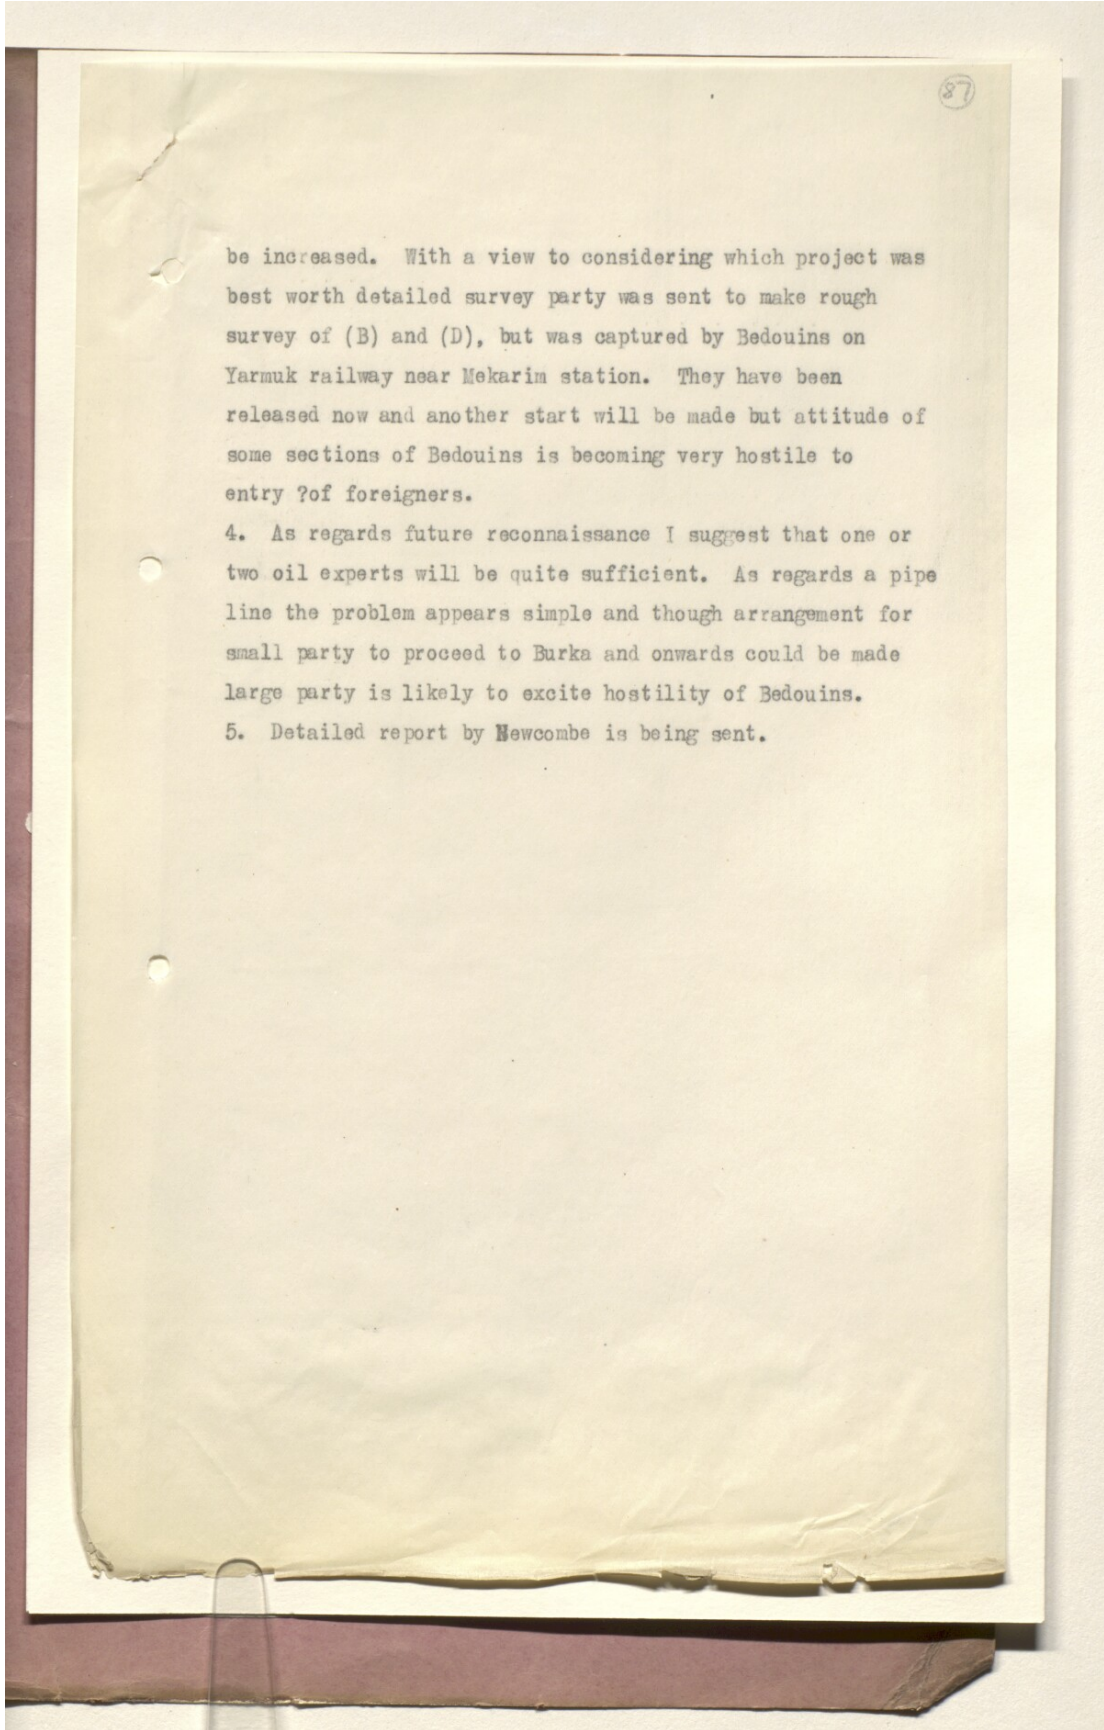 87
be increased. With a view to considering which project was
best worth detailed survey party was sent to make rough
survey of (B) and (D), but was captured by Bedouins on
Yarmuk railway near Mekarim station. They have been
released now and another start will be made but attitude of
some sections of Bedouins is becoming very hostile to
entry ?of foreigners.
4. As regards future reconnaissance I suggest that one or
two oil experts will be quite sufficient. As regards a pipe
line the problem appears simple and though arrangement for
small party to proceed to Burka and onwards could be made
large party is likely to excite hostility of Bedouins.
5. Detailed report by Newcombe is being sent.